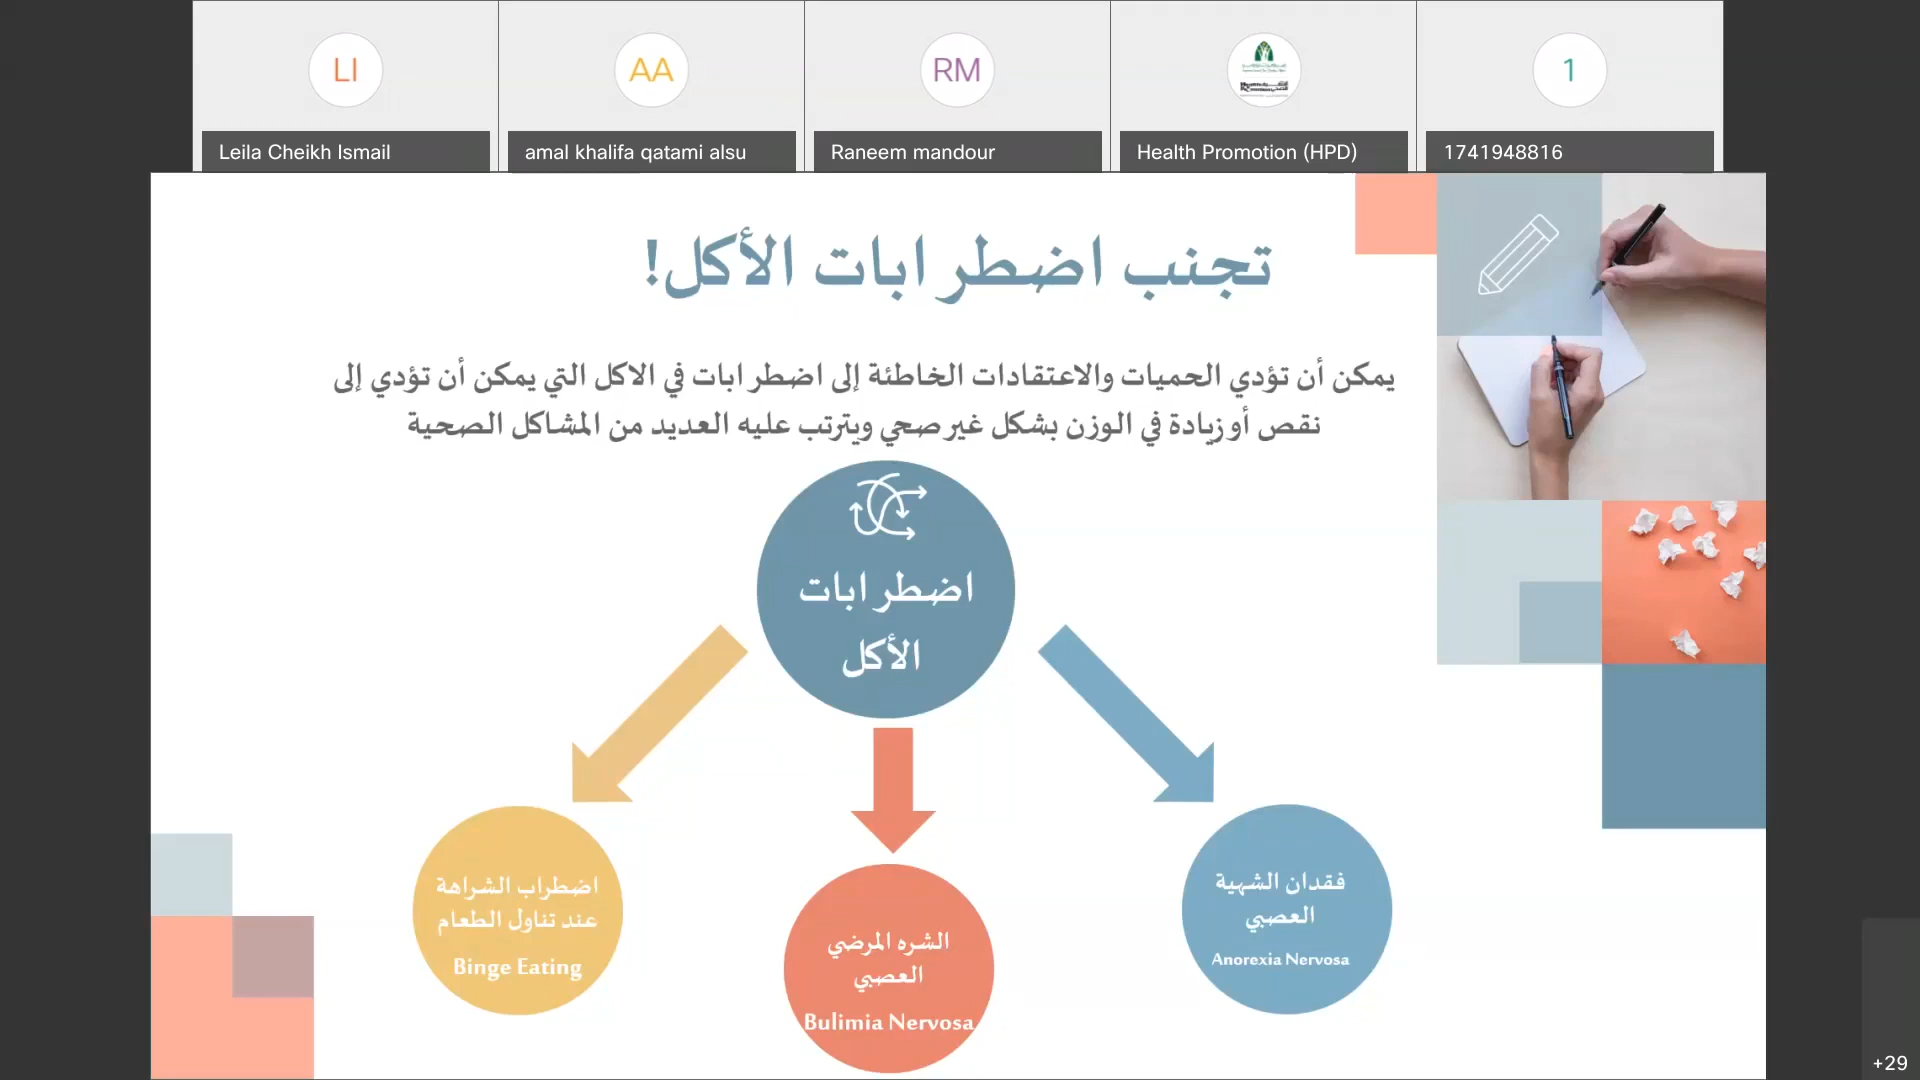 LI
AA
RM
1
Leila Cheikh Ismail
amal khalifa qatami alsu
Raneem mandour
Health Promotion (HPD)
1741948816
تجنب اضطرابات الأكل!
يمكن أن تؤدي الحميات والاعتقادات الخاطئة إلى اضطرابات في الاكل التي يمكن أن تؤدي إلى
نقص أو زيادة في الوزن بشكل غير صحي ويترتب عليه العديد من المشاكل الصحية
اضطرابات
الأكل
فقدان الشهية
العصبي
Anorexia Nervosa
الشره المرضي
العصبي
Bulimia Nervosa
اضطراب الشراهة
عند تناول الطعام
Binge Eating
+29